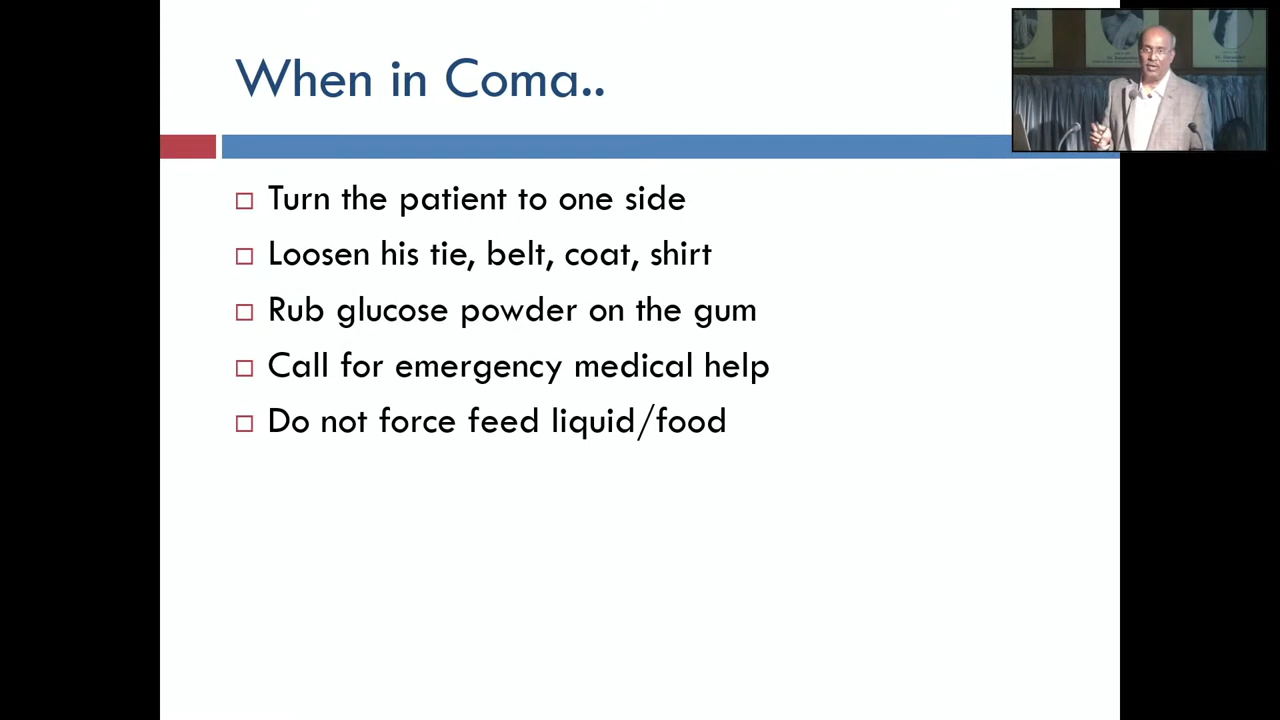 When in Coma..
Turn the patient to one side
Loosen his tie, belt, coat, shirt
Rub glucose powder on the gum
Call for emergency medical help
Do not force feed liquid/food